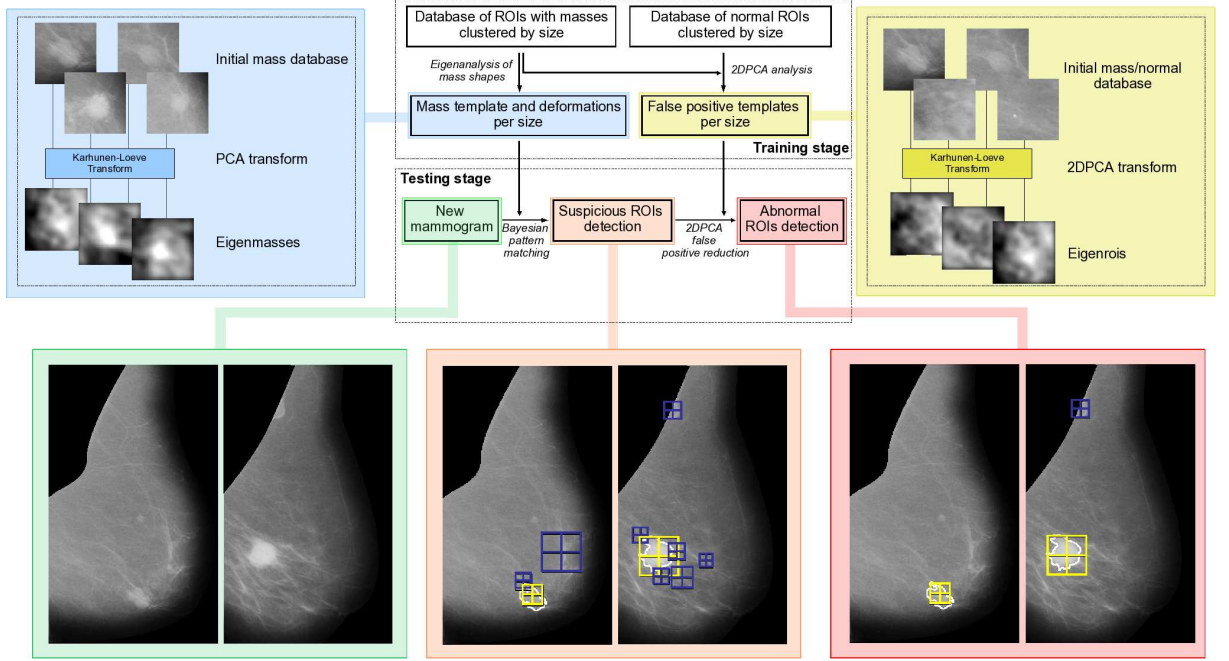 Initial mass database
Karhunen-Loeve
Transform
PCA transform
Eigenmasses
Database of ROIs with masses
clustered by size
Database of normal ROIs
clustered by size
Eigenanalysis of
mass shapes
2DPCA analysis
Mass template and deformations
per size
False positive templates
per size
Training stage
Testing stage
New
mammogram
Bayesian
pattern
matching
Suspicious ROIs
detection
2DPCA
false
positive reduction
Abnormal
ROIs detection
Initial mass/normal
database
Karhunen-Loeve
Transform
2DPCA transform
Eigenrois